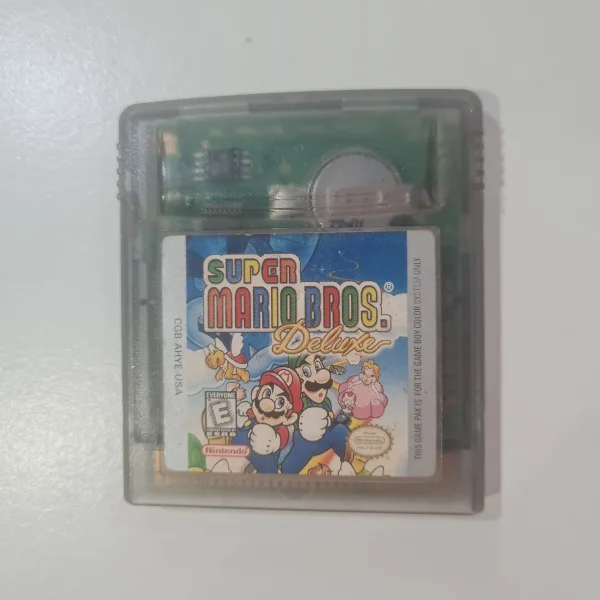 SUPER
MARIO BROS.®
Deluxe
CGB-AHYE-USA
THIS GAME PAK IS FOR THE GAME BOY COLOR SYSTEM ONLY
EVERYONE
E
Nintendo
Nintendo